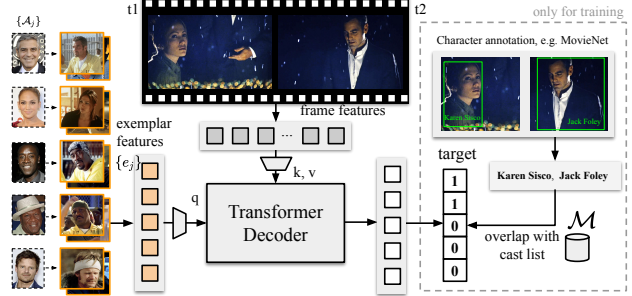 {𝒜ⱼ}
t1
t2
only for training
Character annotation, e.g. MovieNet
Karen Sisco
Jack Foley
frame features
exemplar
features
{eⱼ}
...
k, v
q
Transformer
Decoder
target
1
1
0
0
0
Karen Sisco, Jack Foley
overlap with
cast list
ℳ